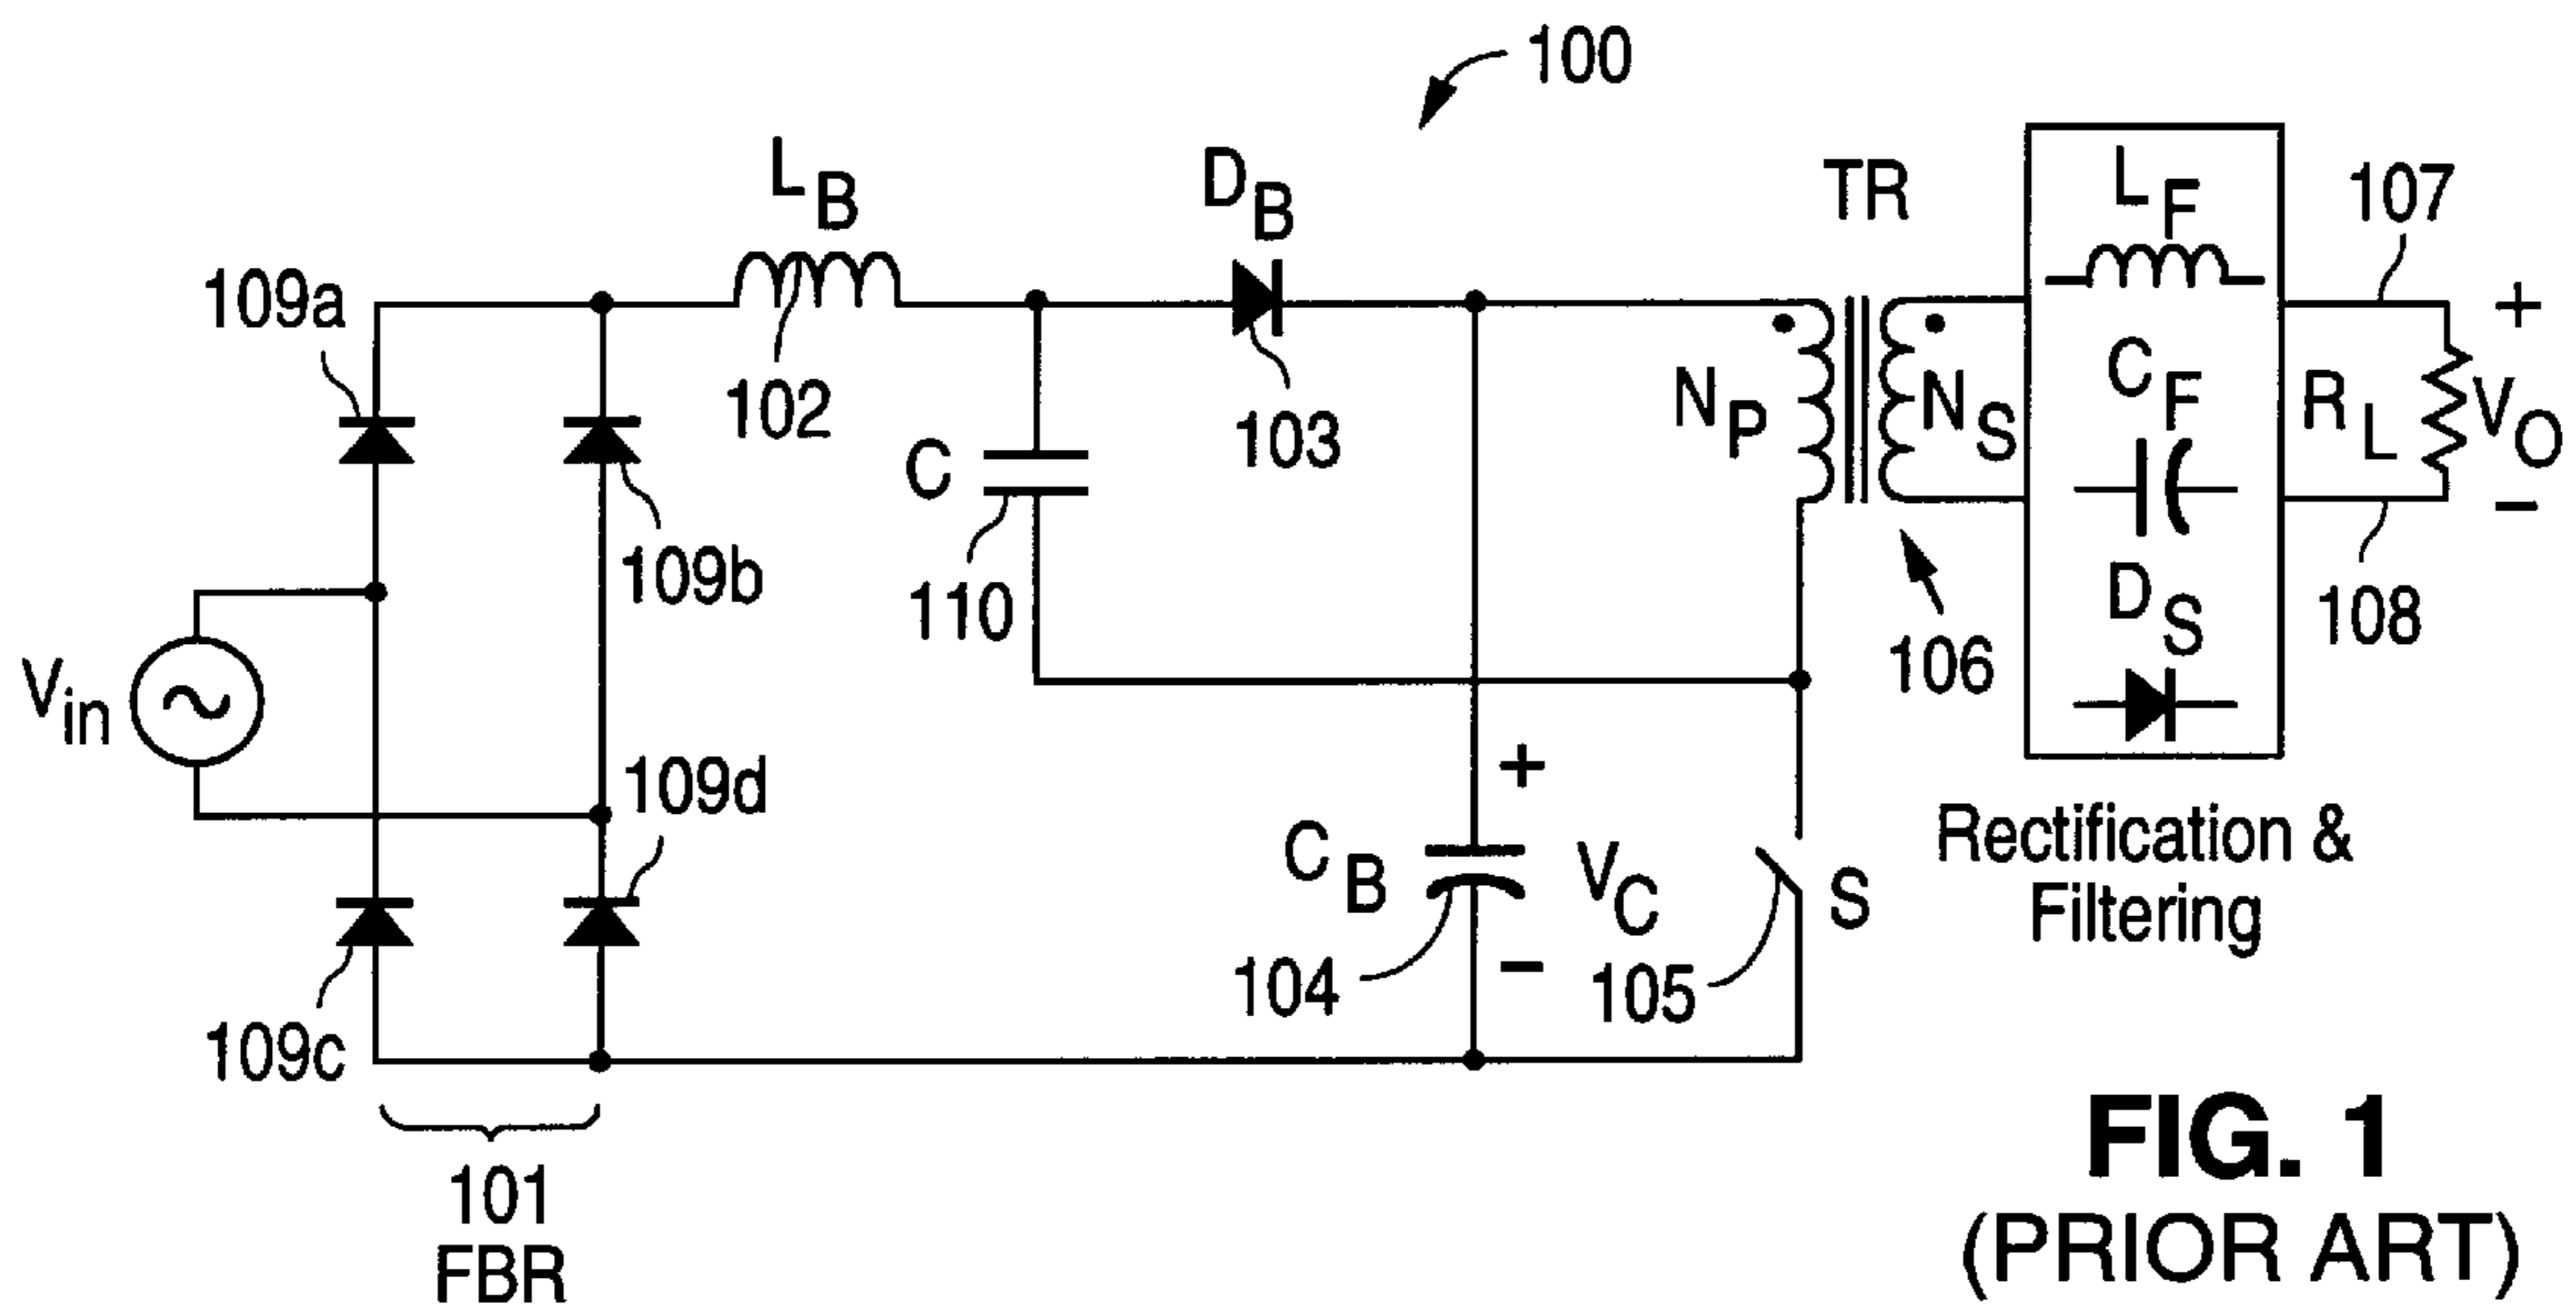 100
L_B
D_B
TR
L_F
107
109a
+
102
N_P
N_S
C_F
R_L
V_O
103
C
−
109b
110
D_S
108
106
V_in
109d
+
Rectification &
Filtering
C_B
V_C
S
104
−
105
109c
101
FBR
FIG. 1
(PRIOR ART)